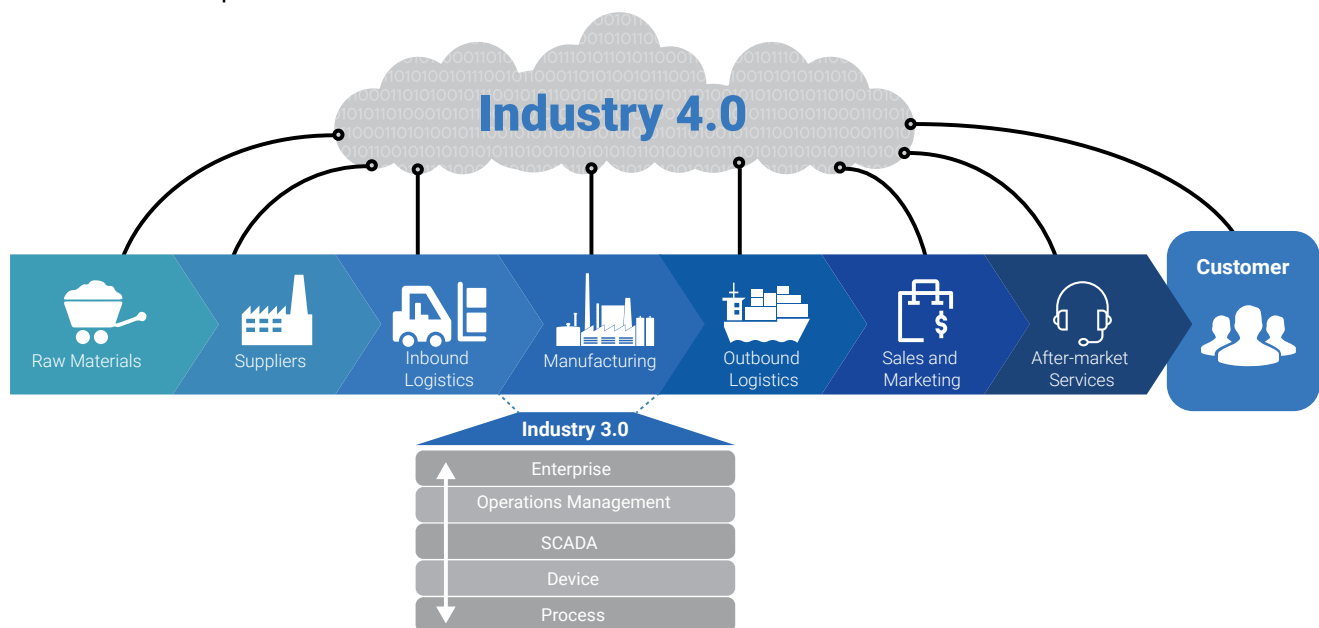 Industry 4.0
Customer
Raw Materials
Suppliers
Inbound
Logistics
Manufacturing
Outbound
Logistics
Sales and
Marketing
After-market
Services
$
Industry 3.0
Enterprise
Operations Management
SCADA
Device
Process